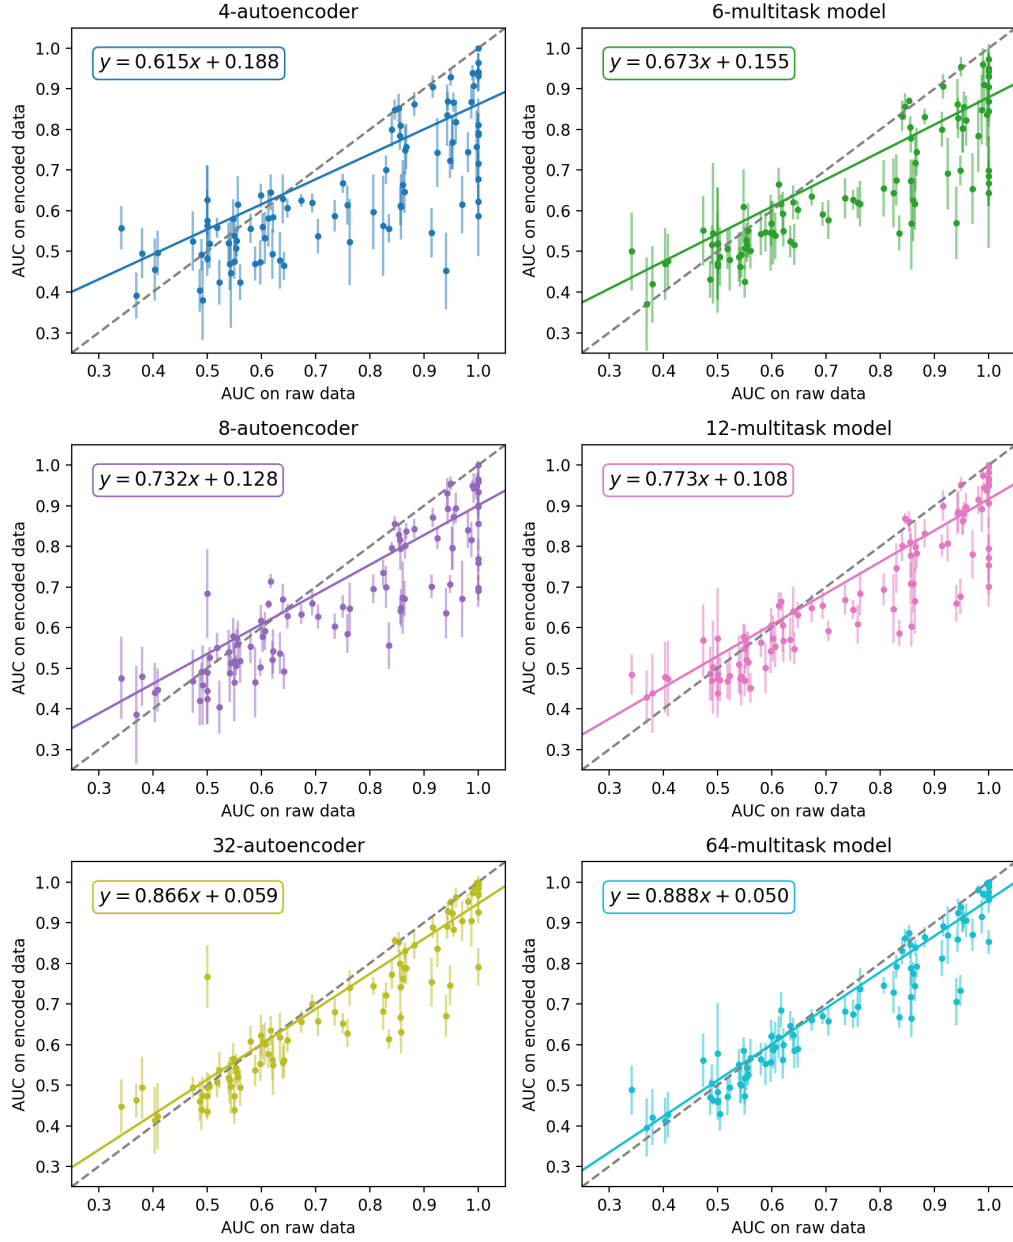 4-autoencoder
y = 0.615x + 0.188
AUC on encoded data
1.0
0.9
0.8
0.7
0.6
0.5
0.4
0.3
0.3 0.4 0.5 0.6 0.7 0.8 0.9 1.0
AUC on raw data
6-multitask model
y = 0.673x + 0.155
AUC on encoded data
1.0
0.9
0.8
0.7
0.6
0.5
0.4
0.3
0.3 0.4 0.5 0.6 0.7 0.8 0.9 1.0
AUC on raw data
8-autoencoder
y = 0.732x + 0.128
AUC on encoded data
1.0
0.9
0.8
0.7
0.6
0.5
0.4
0.3
0.3 0.4 0.5 0.6 0.7 0.8 0.9 1.0
AUC on raw data
12-multitask model
y = 0.773x + 0.108
AUC on encoded data
1.0
0.9
0.8
0.7
0.6
0.5
0.4
0.3
0.3 0.4 0.5 0.6 0.7 0.8 0.9 1.0
AUC on raw data
32-autoencoder
y = 0.866x + 0.059
AUC on encoded data
1.0
0.9
0.8
0.7
0.6
0.5
0.4
0.3
0.3 0.4 0.5 0.6 0.7 0.8 0.9 1.0
AUC on raw data
64-multitask model
y = 0.888x + 0.050
AUC on encoded data
1.0
0.9
0.8
0.7
0.6
0.5
0.4
0.3
0.3 0.4 0.5 0.6 0.7 0.8 0.9 1.0
AUC on raw data